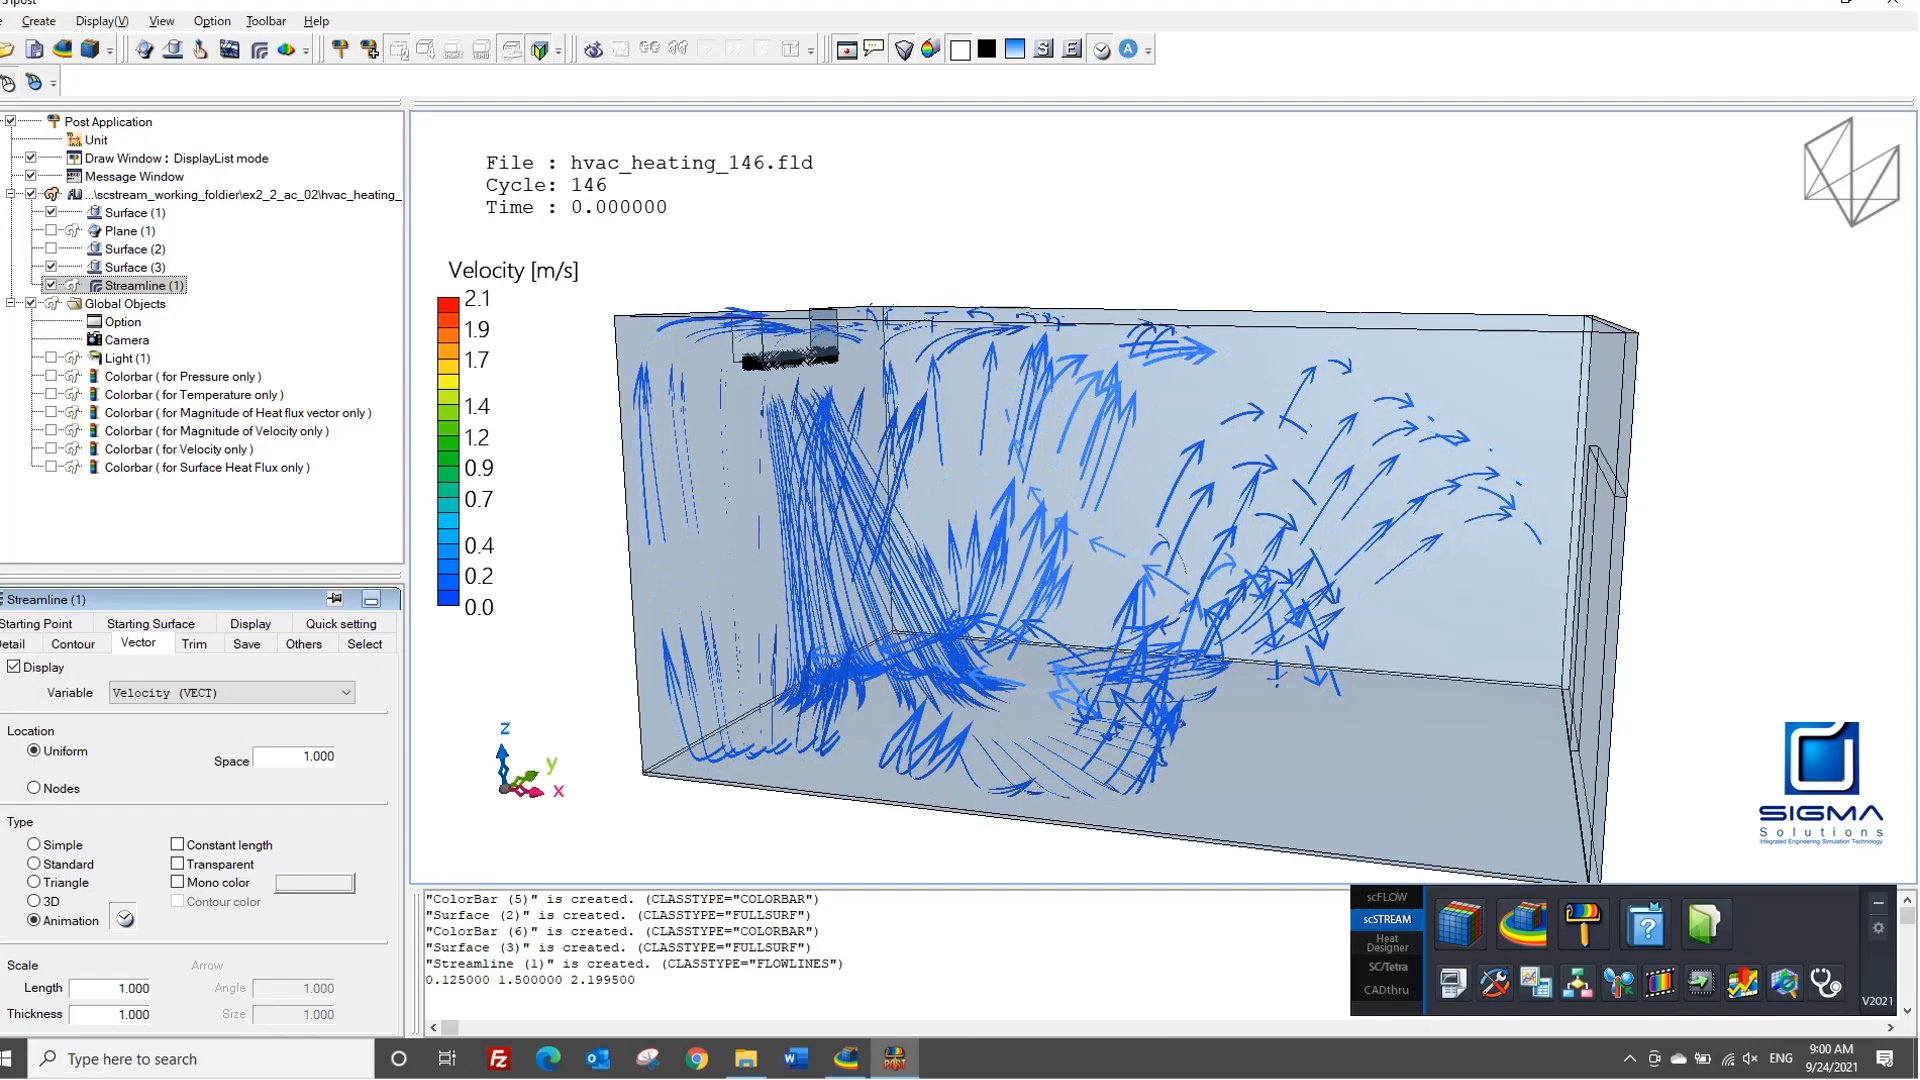 Create Display(V) View Option Toolbar Help
Post Application
Unit
Draw Window : DisplayList mode
Message Window
...\scstream_working_foldier\ex2_2_ac_02\hvac_heating_
Surface (1)
Plane (1)
Surface (2)
Surface (3)
Streamline (1)
Global Objects
Option
Camera
Light (1)
Colorbar ( for Pressure only )
Colorbar ( for Temperature only )
Colorbar ( for Magnitude of Heat flux vector only )
Colorbar ( for Magnitude of Velocity only )
Colorbar ( for Velocity only )
Colorbar ( for Surface Heat Flux only )
Streamline (1)
Starting Point Starting Surface Display Quick setting
Contour Vector Trim Save Others Select
Display
Variable Velocity (VECT)
Location
Uniform
Space 1.000
Nodes
Type
Simple Constant length
Standard Transparent
Triangle Mono color
3D Contour color
Animation
Scale Arrow
Length 1.000 Angle 1.000
Thickness 1.000 Size 1.000
File : hvac_heating_146.fld
Cycle: 146
Time : 0.000000
Velocity [m/s]
2.1
1.9
1.7
1.4
1.2
0.9
0.7
0.4
0.2
0.0
z
y
x
SIGMA
Solutions
Integrated Engineering Simulation Technology
"ColorBar (5)" is created. (CLASSTYPE="COLORBAR")
"Surface (2)" is created. (CLASSTYPE="FULLSURF")
"ColorBar (6)" is created. (CLASSTYPE="COLORBAR")
"Surface (3)" is created. (CLASSTYPE="FULLSURF")
"Streamline (1)" is created. (CLASSTYPE="FLOWLINES")
0.125000 1.500000 2.199500
scFLOW
scSTREAM
Heat
Designer
SC/Tetra
CADthru
V2021
Type here to search
ENG
9:00 AM
9/24/2021